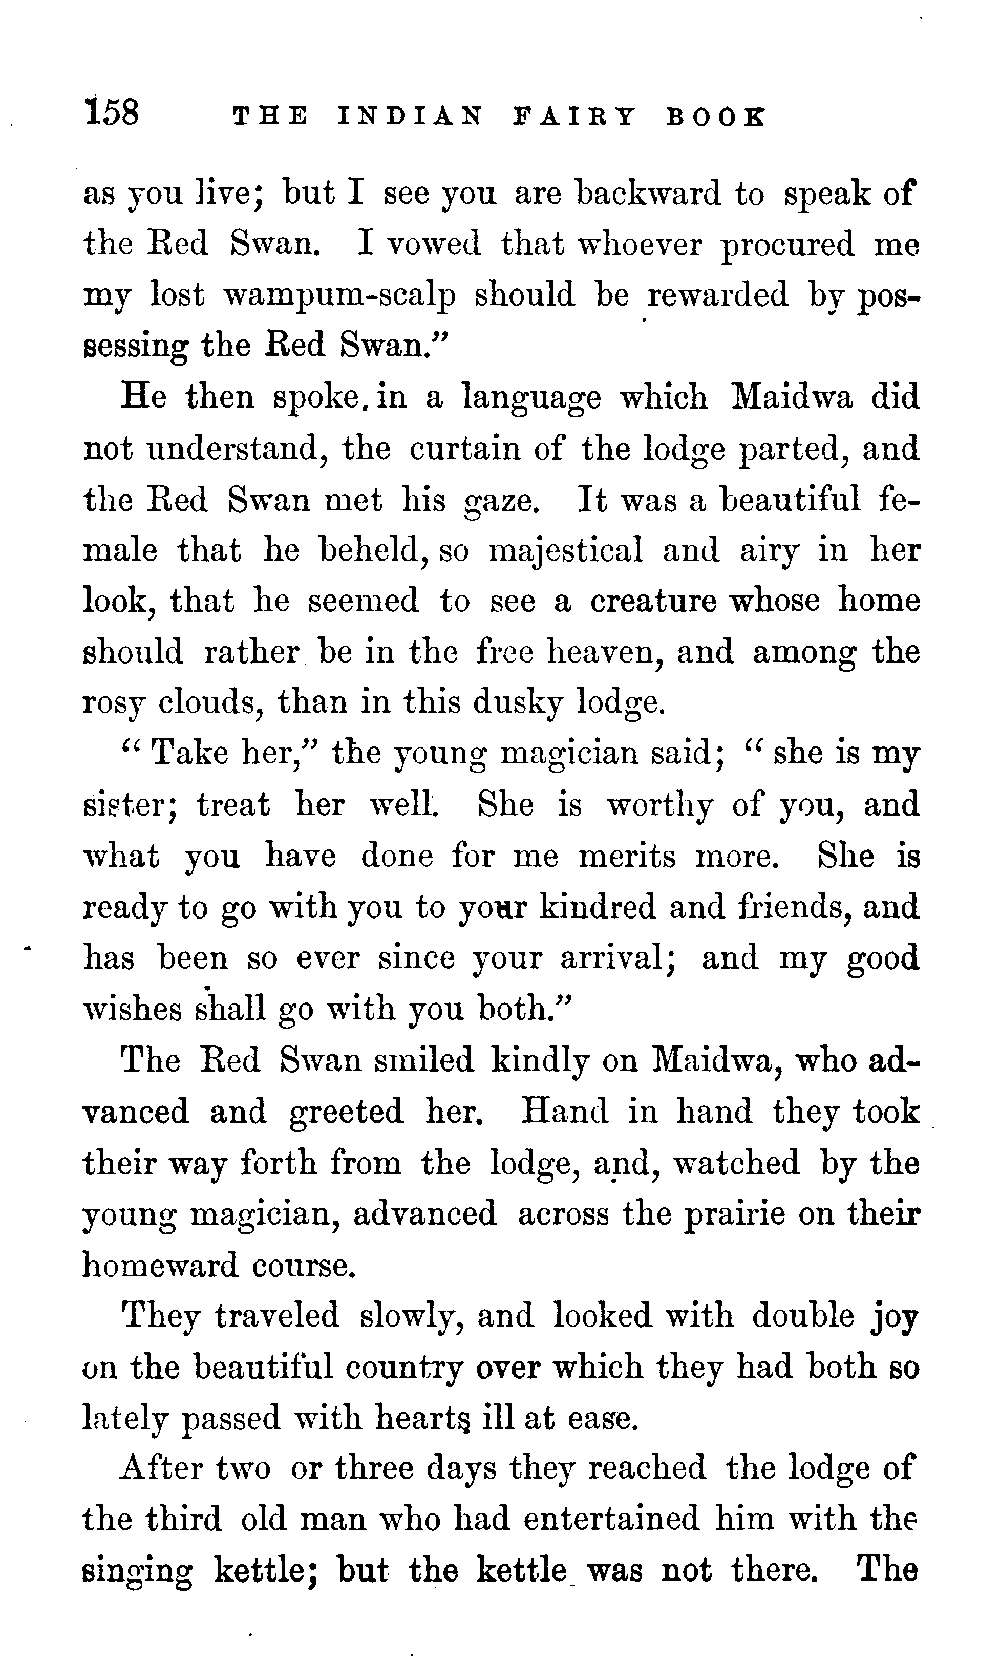 158 THE INDIAN FAIRY BOOK
as you live; but I see you are backward to speak of
the Red Swan. I vowed that whoever procured me
my lost wampum-scalp should be rewarded by pos-
sessing the Red Swan.”
He then spoke in a language which Maidwa did
not understand, the curtain of the lodge parted, and
the Red Swan met his gaze. It was a beautiful fe-
male that he beheld, so majestical and airy in her
look, that he seemed to see a creature whose home
should rather be in the free heaven, and among the
rosy clouds, than in this dusky lodge.
“Take her,” the young magician said; “she is my
sister; treat her well. She is worthy of you, and
what you have done for me merits more. She is
ready to go with you to your kindred and friends, and
has been so ever since your arrival; and my good
wishes shall go with you both.”
The Red Swan smiled kindly on Maidwa, who ad-
vanced and greeted her. Hand in hand they took
their way forth from the lodge, and, watched by the
young magician, advanced across the prairie on their
homeward course.
They traveled slowly, and looked with double joy
on the beautiful country over which they had both so
lately passed with hearts ill at ease.
After two or three days they reached the lodge of
the third old man who had entertained him with the
singing kettle; but the kettle was not there. The